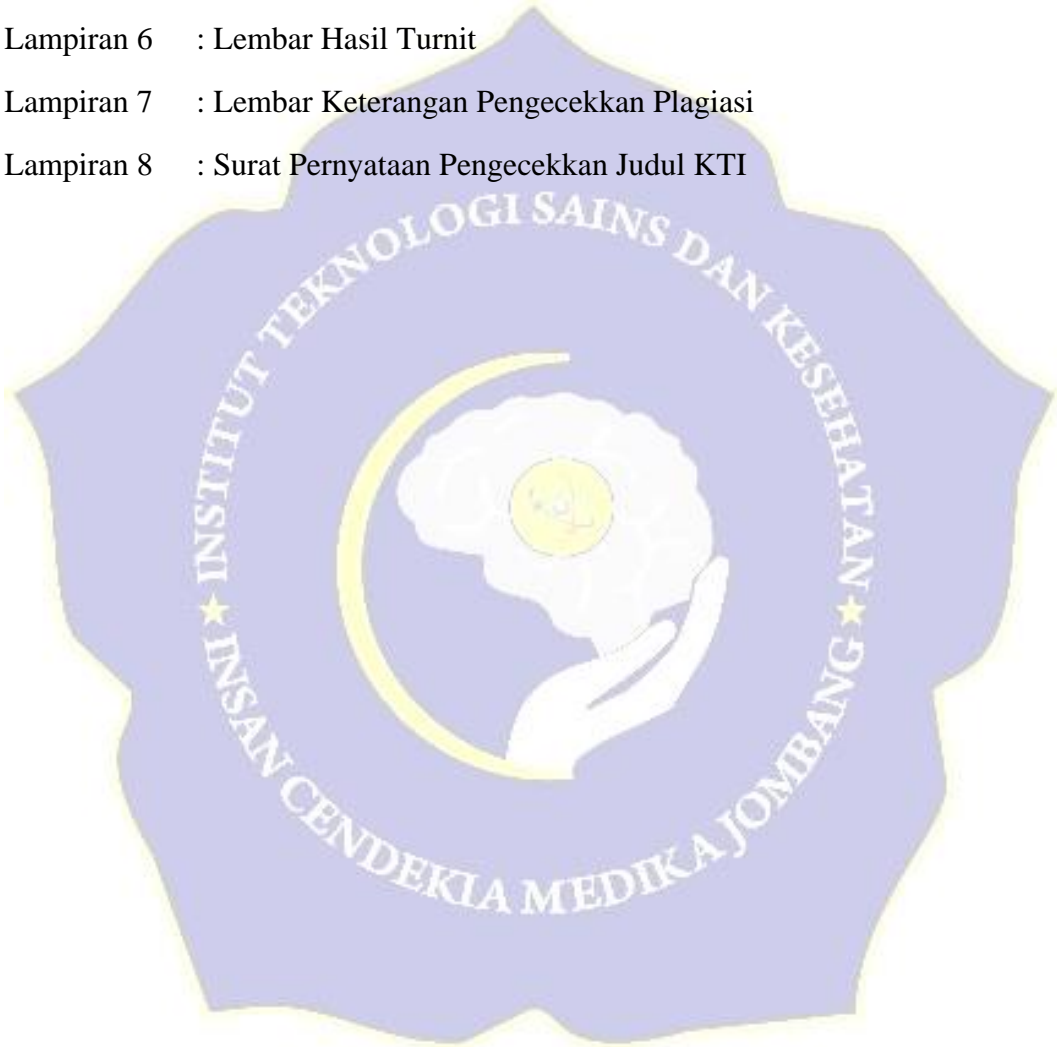 Lampiran 6 : Lembar Hasil Turnit
Lampiran 7 : Lembar Keterangan Pengecekkan Plagiasi
Lampiran 8 : Surat Pernyataan Pengecekkan Judul KTI
INSTITUT TEKNOLOGI SAINS DAN KESEHATAN
INSAN CENDEKIA MEDIKA JOMBANG